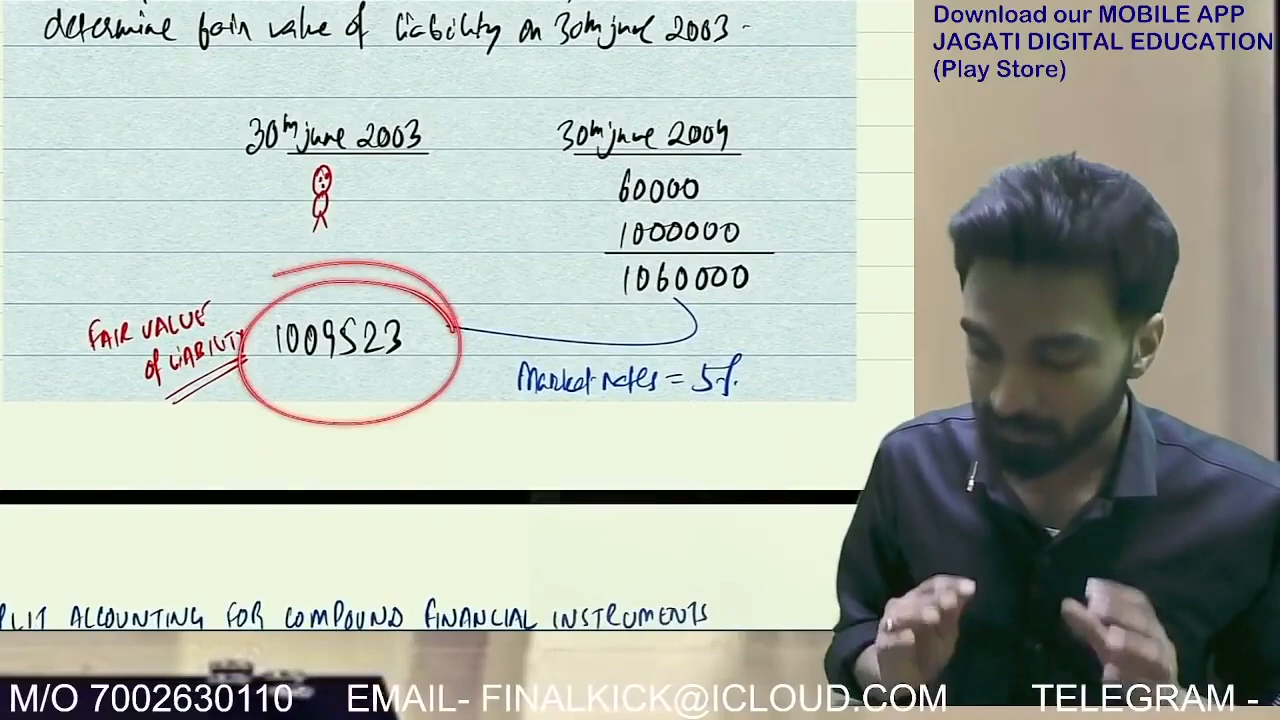 determine fair value of liability on 30th june 2003 -
Download our MOBILE APP
JAGATI DIGITAL EDUCATION
(Play Store)
30th june 2003
30th june 2004
60000
1000000
1060000
FAIR VALUE
of LIABILITY
1009523
Market rates = 5%
PLIT ACCOUNTING FOR COMPOUND FINANCIAL INSTRUMENTS
M/O 7002630110 EMAIL- FINALKICK@ICLOUD.COM TELEGRAM -